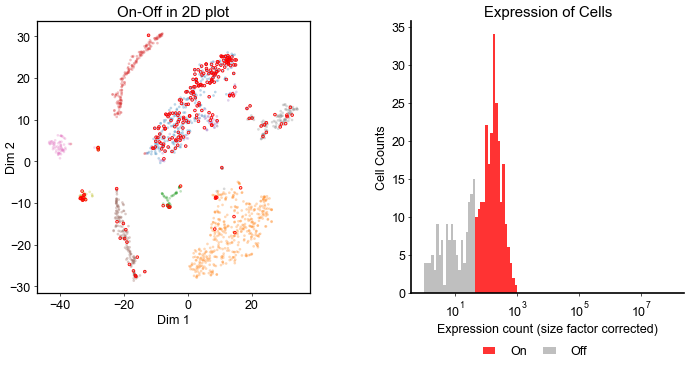 On-Off in 2D plot
Dim 2
30
20
10
0
−10
−20
−30
−40
−20
0
20
Dim 1
Expression of Cells
Cell Counts
35
30
25
20
15
10
5
0
10^1
10^3
10^5
10^7
Expression count (size factor corrected)
On
Off